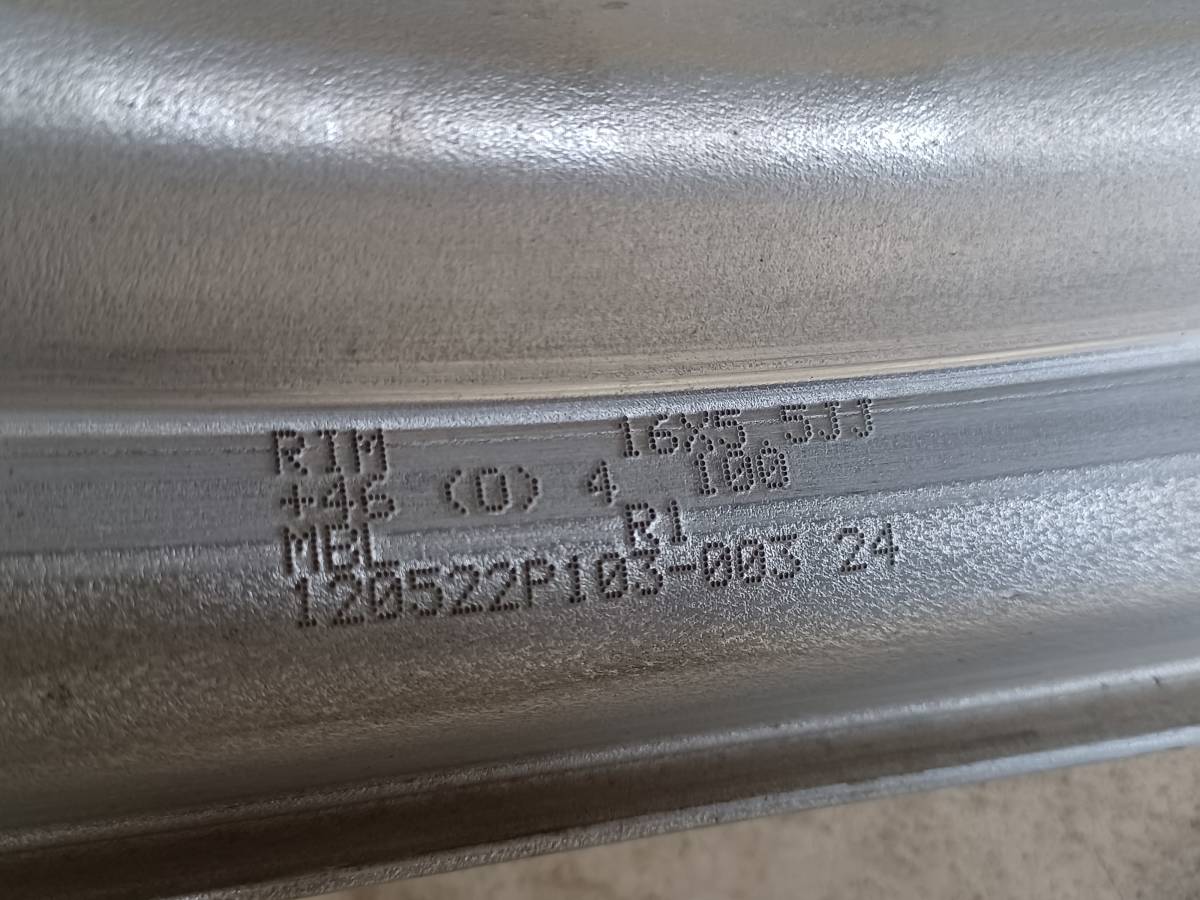 RIM 16X5.5JJ
+46 (U) 4 100
MBL R1
120522P103-003 24